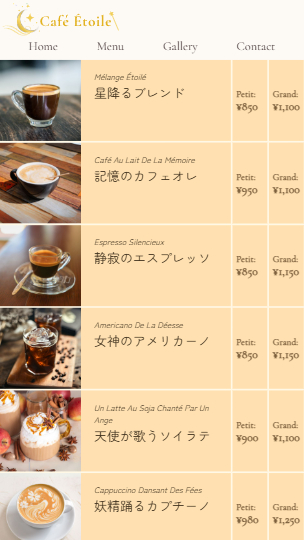 Café Étoile
Home Menu Gallery Contact
Mélange Étoilé
星降るブレンド
Petit: Grand:
¥850 ¥1,100
Café Au Lait De La Mémoire
記憶のカフェオレ
Petit: Grand:
¥950 ¥1,100
Espresso Silencieux
静寂のエスプレッソ
Petit: Grand:
¥850 ¥1,150
Americano De La Déesse
女神のアメリカーノ
Petit: Grand:
¥850 ¥1,150
Un Latte Au Soja Chanté Par Un
Ange
天使が歌うソイラテ
Petit: Grand:
¥900 ¥1,100
Cappuccino Dansant Des Fées
妖精踊るカプチーノ
Petit: Grand:
¥980 ¥1,250